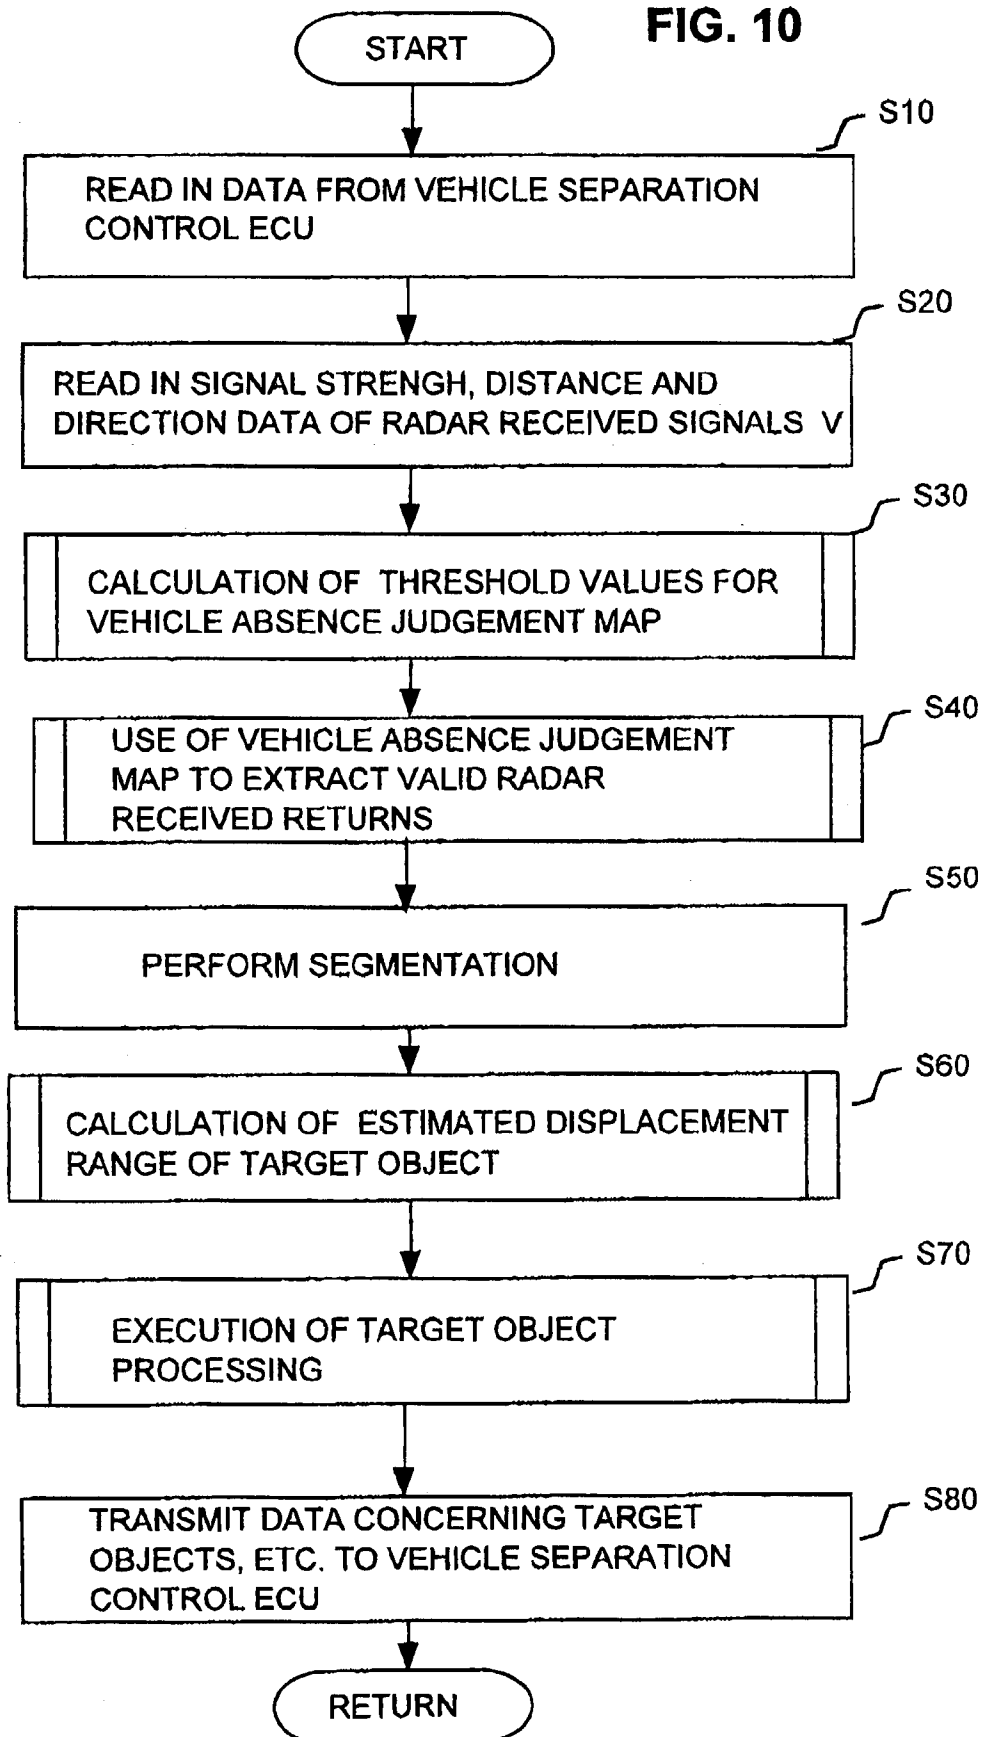 FIG. 10
START
S10
READ IN DATA FROM VEHICLE SEPARATION
CONTROL ECU
S20
READ IN SIGNAL STRENGH, DISTANCE AND
DIRECTION DATA OF RADAR RECEIVED SIGNALS V
S30
CALCULATION OF THRESHOLD VALUES FOR
VEHICLE ABSENCE JUDGEMENT MAP
S40
USE OF VEHICLE ABSENCE JUDGEMENT
MAP TO EXTRACT VALID RADAR
RECEIVED RETURNS
S50
PERFORM SEGMENTATION
S60
CALCULATION OF ESTIMATED DISPLACEMENT
RANGE OF TARGET OBJECT
S70
EXECUTION OF TARGET OBJECT
PROCESSING
S80
TRANSMIT DATA CONCERNING TARGET
OBJECTS, ETC. TO VEHICLE SEPARATION
CONTROL ECU
RETURN